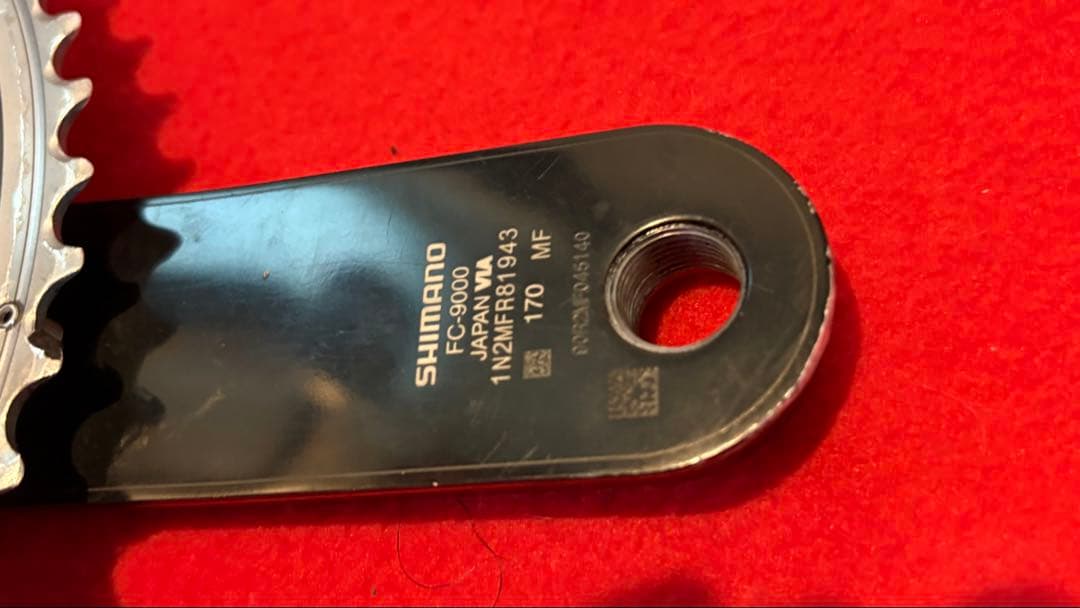 SHIMANO
FC-9000
JAPAN VIA
1N2MFR81943
170 MF